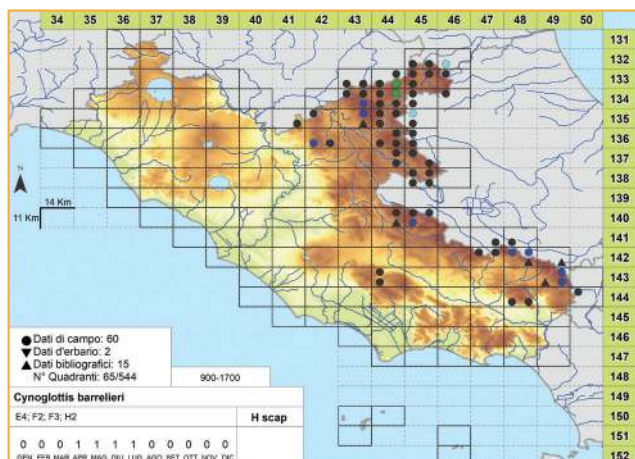 34 35 36 37 38 39 40 41 42 43 44 45 46 47 48 49 50
131
132
133
134
135
136
137
138
139
140
141
142
143
144
145
146
147
148
149
150
151
152
N
14 Km
11 Km
Dati di campo: 60
Dati d'erbario: 2
Dati bibliografici: 15
N° Quadranti: 65/544
900-1700
Cynoglottis barrelieri
E4; F2; F3; H2
H scap
0 0 0 1 1 1 1 0 0 0 0 0
GEN FEB MAR APR MAG GIU LUG AGO SET OTT NOV DIC